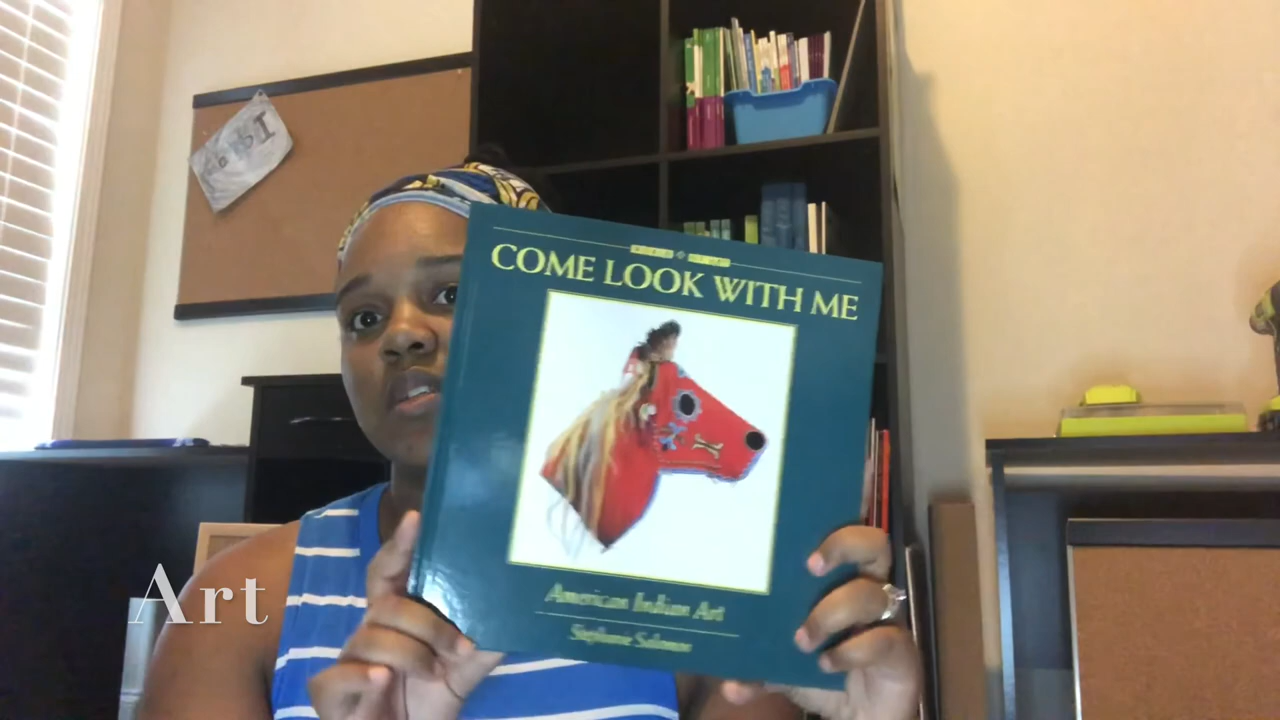 COME LOOK WITH ME
American Indian Art
Stephanie Salomon
Art